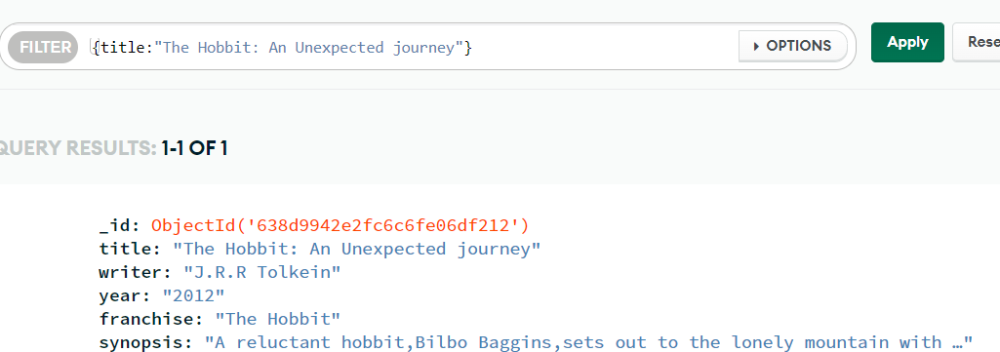 FILTER {title:"The Hobbit: An Unexpected journey"} OPTIONS Apply Rese
QUERY RESULTS: 1-1 OF 1
_id: ObjectId('638d9942e2fc6c6fe06df212')
title: "The Hobbit: An Unexpected journey"
writer: "J.R.R Tolkein"
year: "2012"
franchise: "The Hobbit"
synopsis: "A reluctant hobbit,Bilbo Baggins,sets out to the lonely mountain with …"